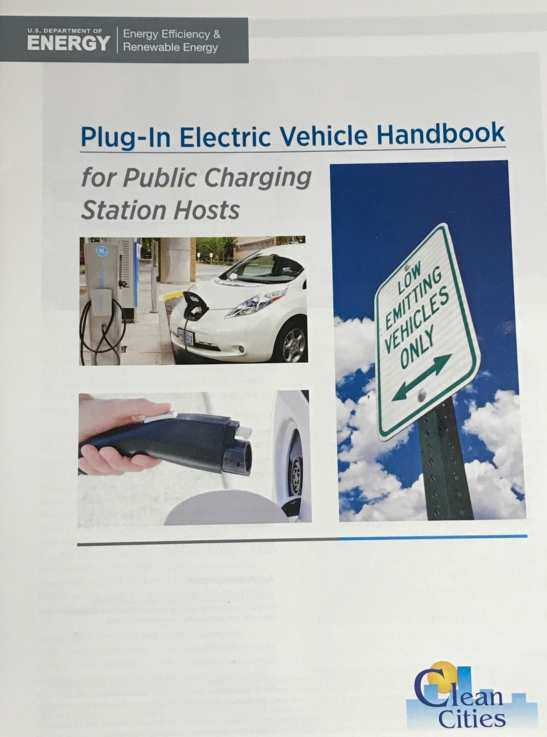 U.S. DEPARTMENT OF
ENERGY
Energy Efficiency &
Renewable Energy
Plug-In Electric Vehicle Handbook
for Public Charging
Station Hosts
LOW
EMITTING
VEHICLES
ONLY
Clean
Cities